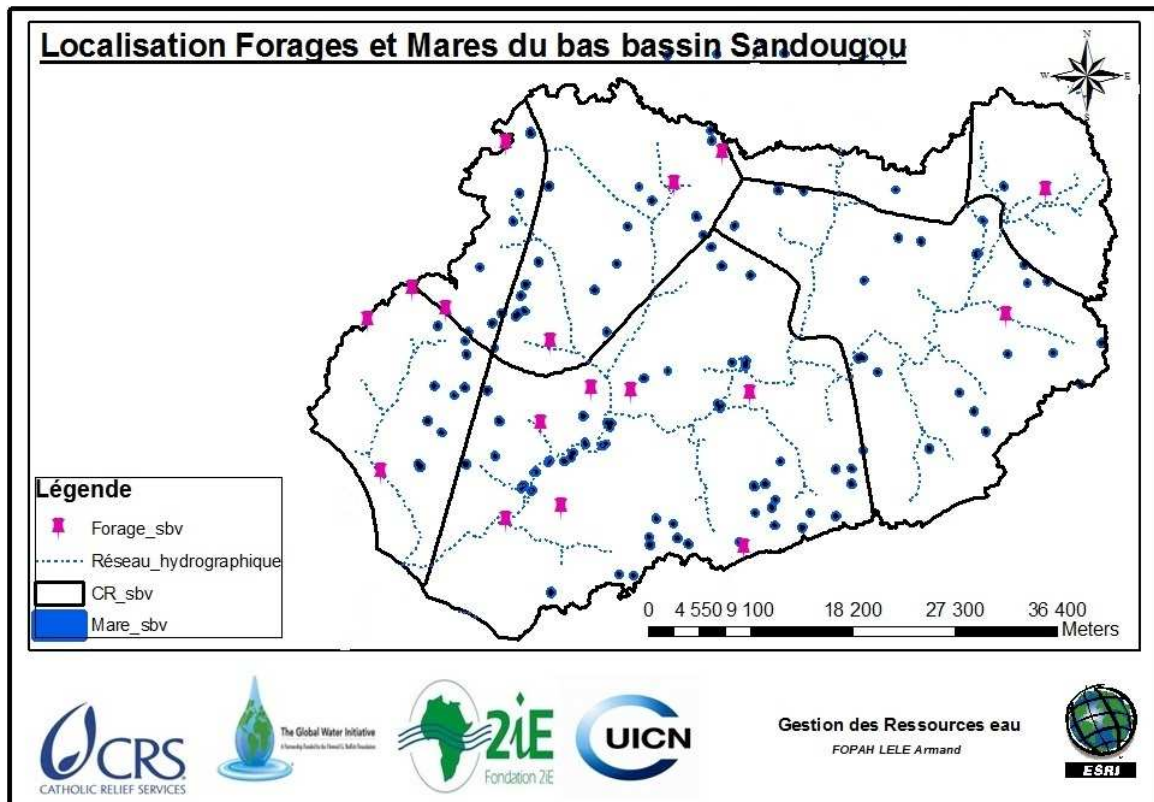 Localisation Forages et Mares du bas bassin Sandougou
N
W E
S
Légende
Forage_sbv
Réseau_hydrographique
CR_sbv
Mare_sbv
0 4 550 9 100 18 200 27 300 36 400
Meters
CRS
CATHOLIC RELIEF SERVICES
The Global Water Initiative
2iE
Fondation 2iE
UICN
Gestion des Ressources eau
FOPAH LELE Armand
ESRI